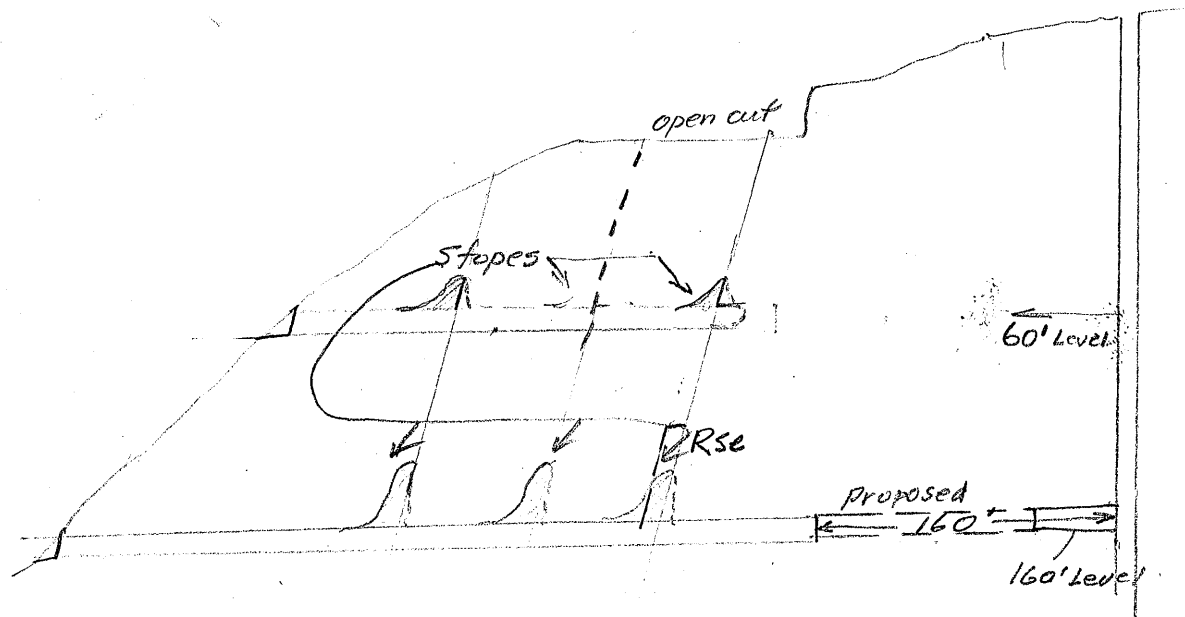 open cut
Stopes
60' Level
Rse
Proposed
160'
160' Level